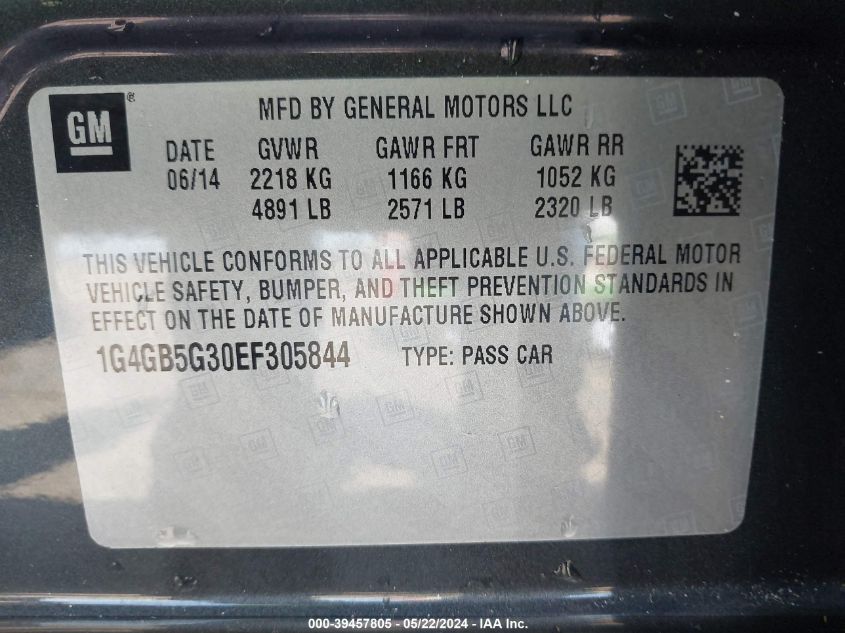 GM ® MFD BY GENERAL MOTORS LLC
DATE GVWR GAWR FRT GAWR RR
06/14 2218 KG 1166 KG 1052 KG
4891 LB 2571 LB 2320 LB
THIS VEHICLE CONFORMS TO ALL APPLICABLE U.S. FEDERAL MOTOR
VEHICLE SAFETY, BUMPER, AND THEFT PREVENTION STANDARDS IN
EFFECT ON THE DATE OF MANUFACTURE SHOWN ABOVE.
1G4GB5G30EF305844 TYPE: PASS CAR
000-39457805 - 05/22/2024 - IAA Inc.